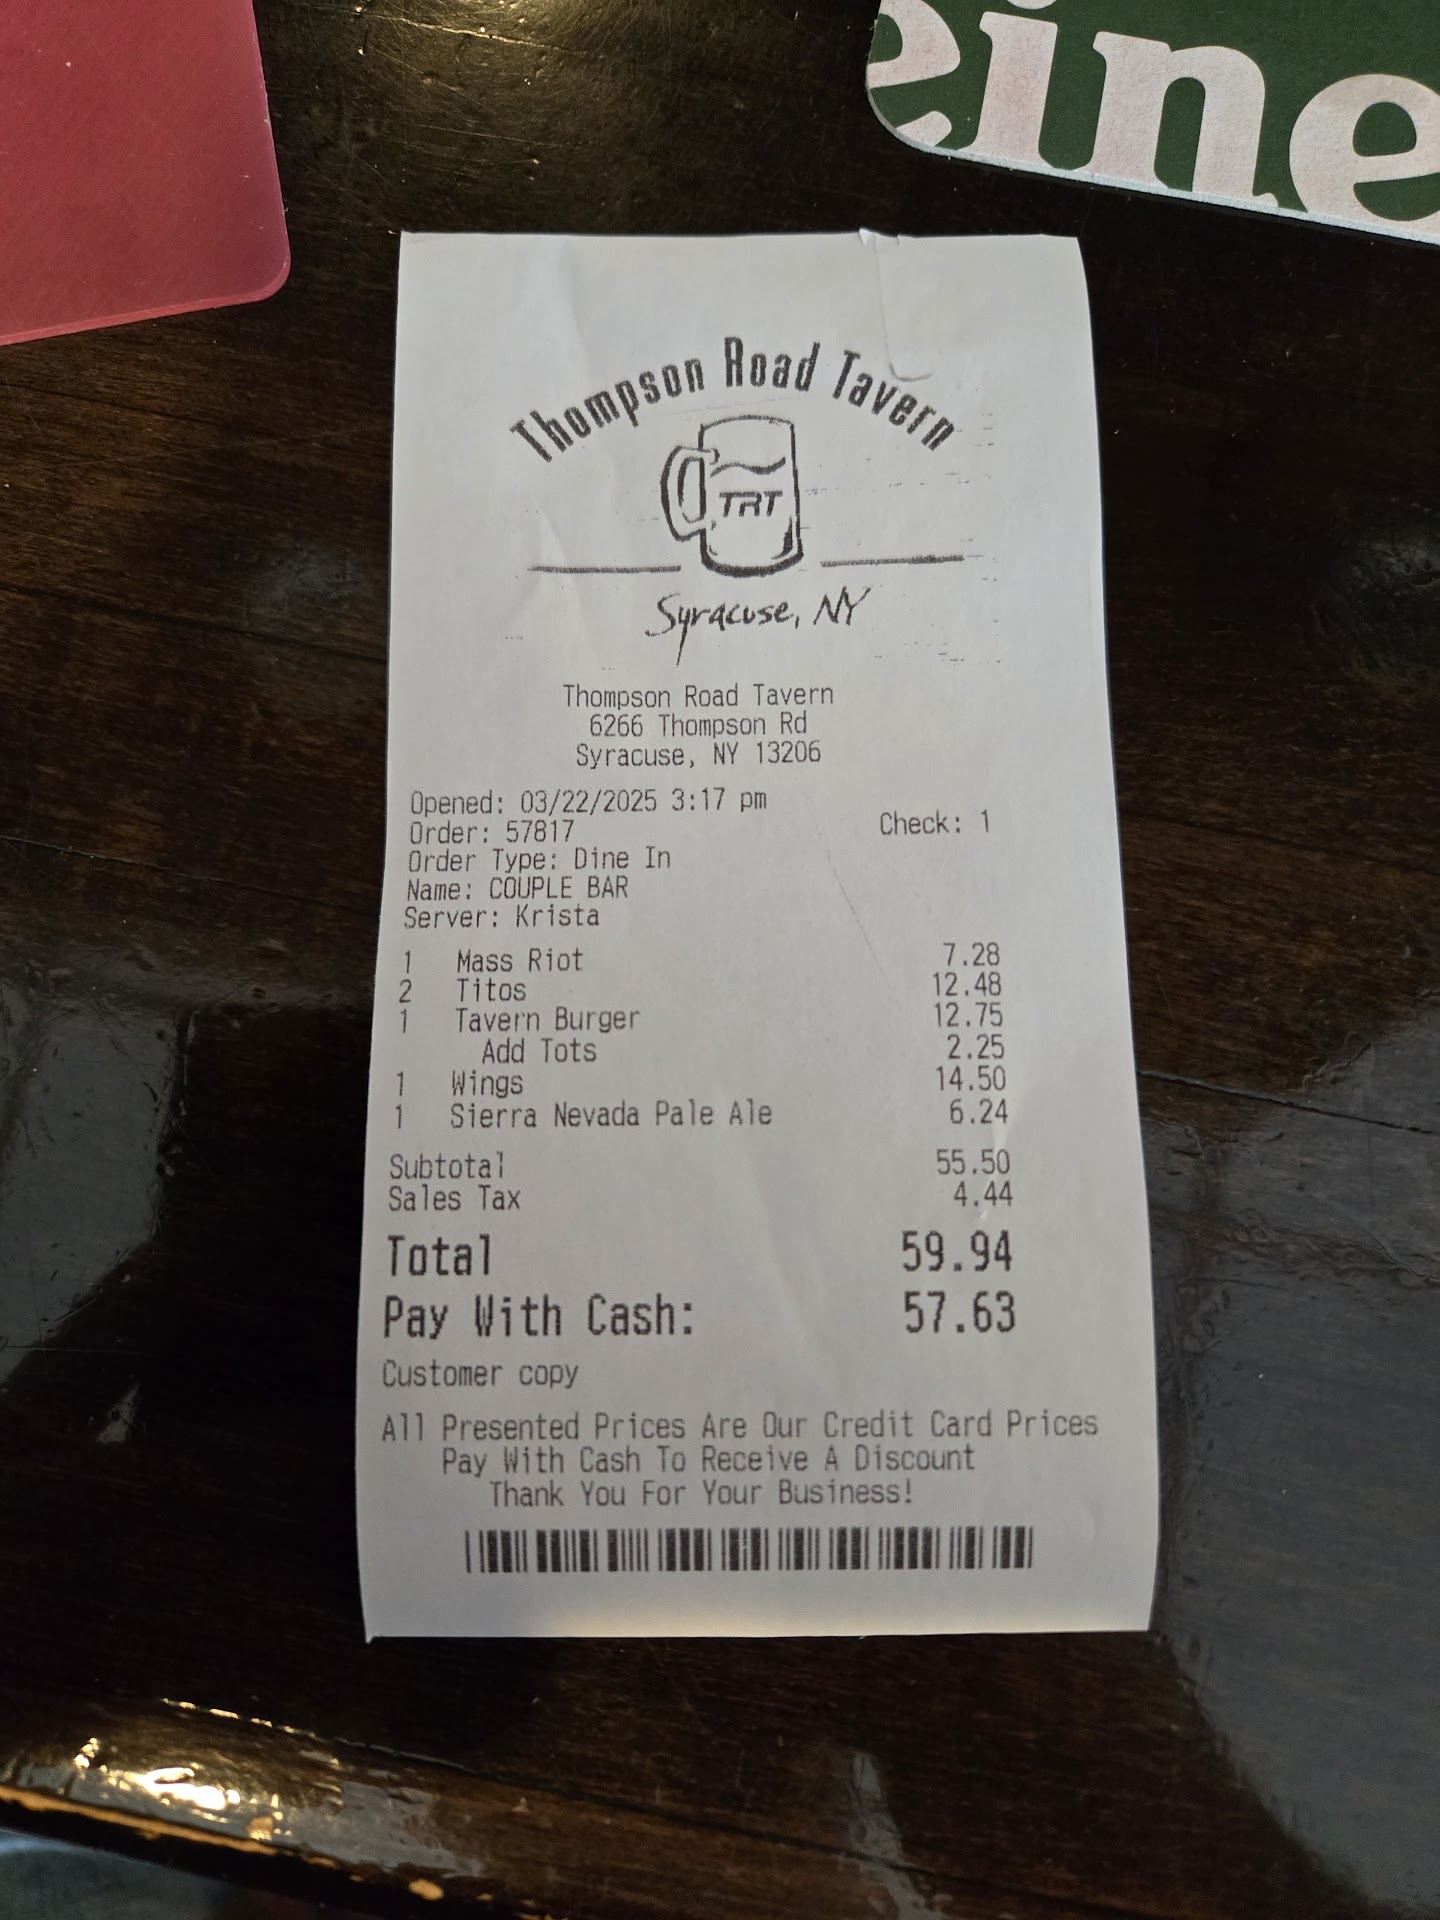 eine
Thompson Road Tavern
TRT
Syracuse, NY
Thompson Road Tavern
6266 Thompson Rd
Syracuse, NY 13206
Opened: 03/22/2025 3:17 pm
Order: 57817 Check: 1
Order Type: Dine In
Name: COUPLE BAR
Server: Krista
1 Mass Riot 7.28
2 Titos 12.48
1 Tavern Burger 12.75
Add Tots 2.25
1 Wings 14.50
1 Sierra Nevada Pale Ale 6.24
Subtotal 55.50
Sales Tax 4.44
Total 59.94
Pay With Cash: 57.63
Customer copy
All Presented Prices Are Our Credit Card Prices
Pay With Cash To Receive A Discount
Thank You For Your Business!